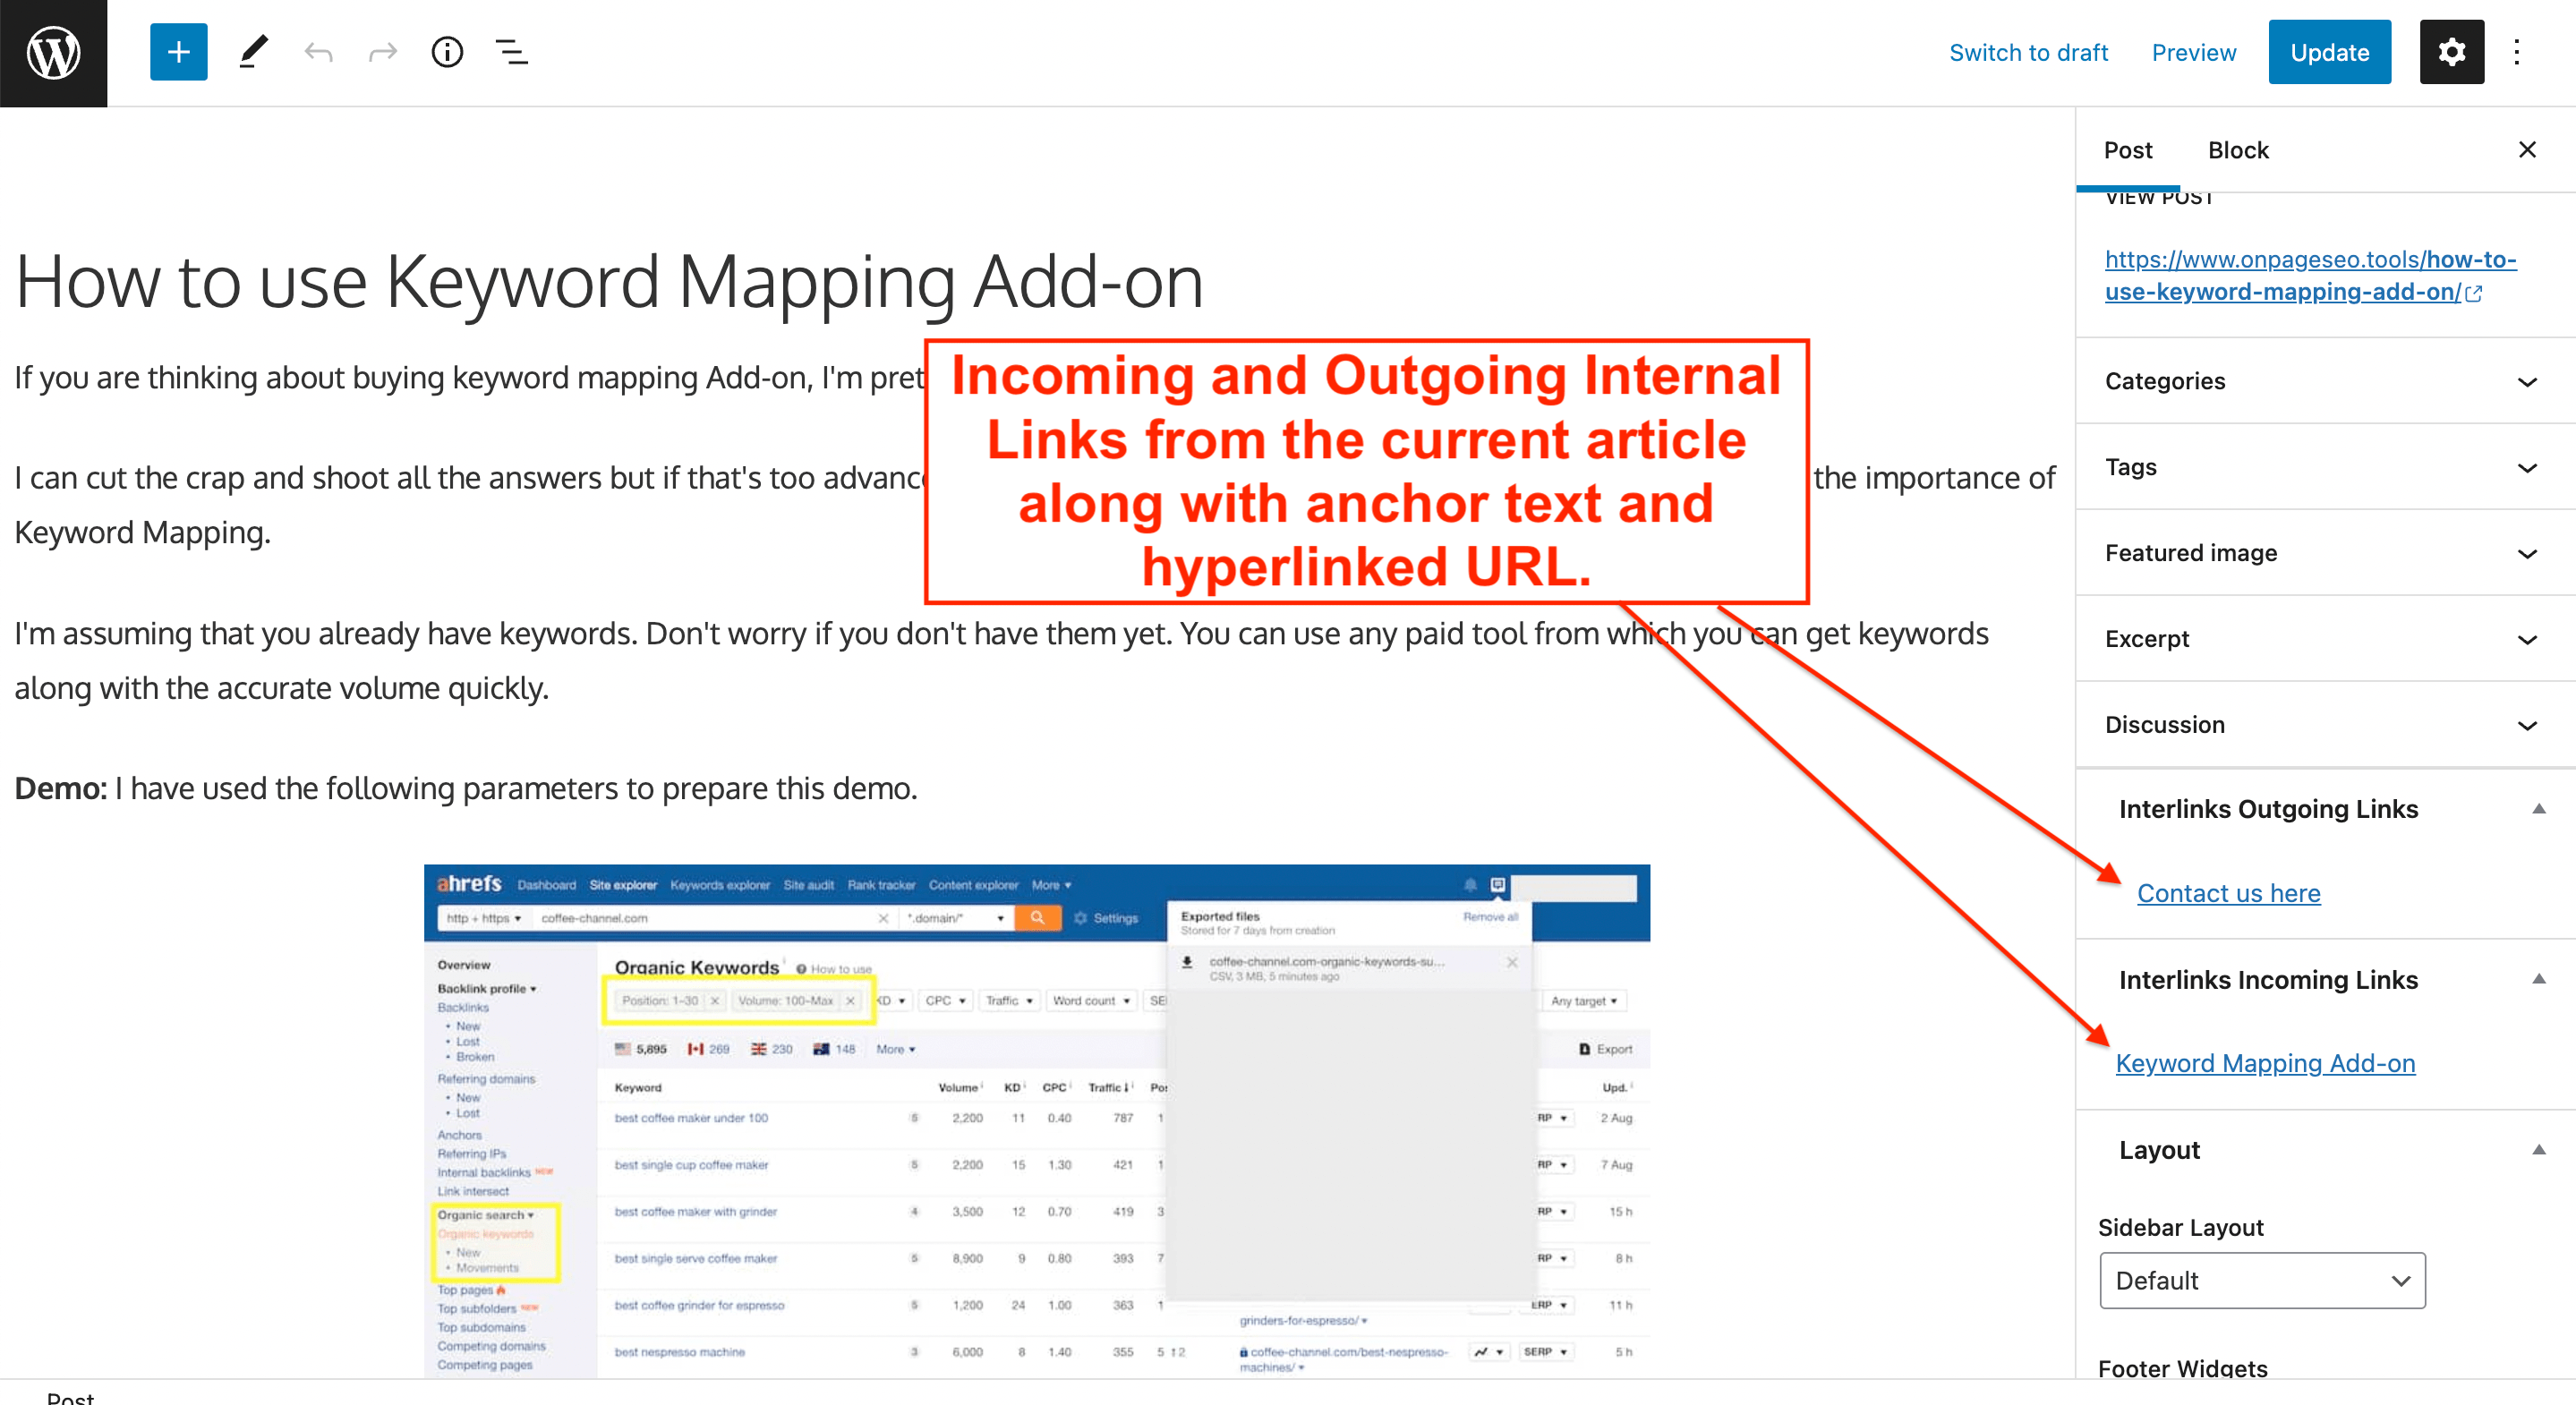 Switch to draft
Preview
Update
Post
Block
VIEW POST
https://www.onpageseo.tools/how-to-
use-keyword-mapping-add-on/
Categories
Tags
Featured image
Excerpt
Discussion
Interlinks Outgoing Links
Contact us here
Interlinks Incoming Links
Keyword Mapping Add-on
Layout
Sidebar Layout
Default
Footer Widgets
How to use Keyword Mapping Add-on
If you are thinking about buying keyword mapping Add-on, I'm pret
I can cut the crap and shoot all the answers but if that's too advanc
the importance of
Keyword Mapping.
Incoming and Outgoing Internal
Links from the current article
along with anchor text and
hyperlinked URL.
I'm assuming that you already have keywords. Don't worry if you don't have them yet. You can use any paid tool from which you can get keywords
along with the accurate volume quickly.
Demo: I have used the following parameters to prepare this demo.
ahrefs Dashboard Site explorer Keywords explorer Site audit Rank tracker Content explorer More
http + https coffee-channel.com *.domain/* Settings
Exported files Remove all
Stored for 7 days from creation
coffee-channel.com-organic-keywords-su...
CSV, 3 MB, 5 minutes ago
Overview
Backlink profile
Backlinks
New
Lost
Broken
Referring domains
New
Lost
Anchors
Referring IPs
Internal backlinks NEW
Link intersect
Organic search
Organic keywords
New
Movements
Top pages
Top subfolders NEW
Top subdomains
Competing domains
Competing pages
Organic Keywords How to use
Position: 1-30 Volume: 100-Max KD CPC Traffic Word count SE Any target
5,895 269 230 148 More Export
Keyword Volume KD CPC Traffic Pos Upd.
best coffee maker under 100 5 2,200 11 0.40 787 1 RP 2 Aug
best single cup coffee maker 5 2,200 15 1.30 421 1 RP 7 Aug
best coffee maker with grinder 4 3,500 12 0.70 419 3 RP 15 h
best single serve coffee maker 5 8,900 9 0.80 393 7 RP 8 h
best coffee grinder for espresso 5 1,200 24 1.00 363 1 ERP 11 h
grinders-for-espresso/
best nespresso machine 3 6,000 8 1.40 355 5 ↑2 coffee-channel.com/best-nespresso- SERP 5 h
machines/
Post